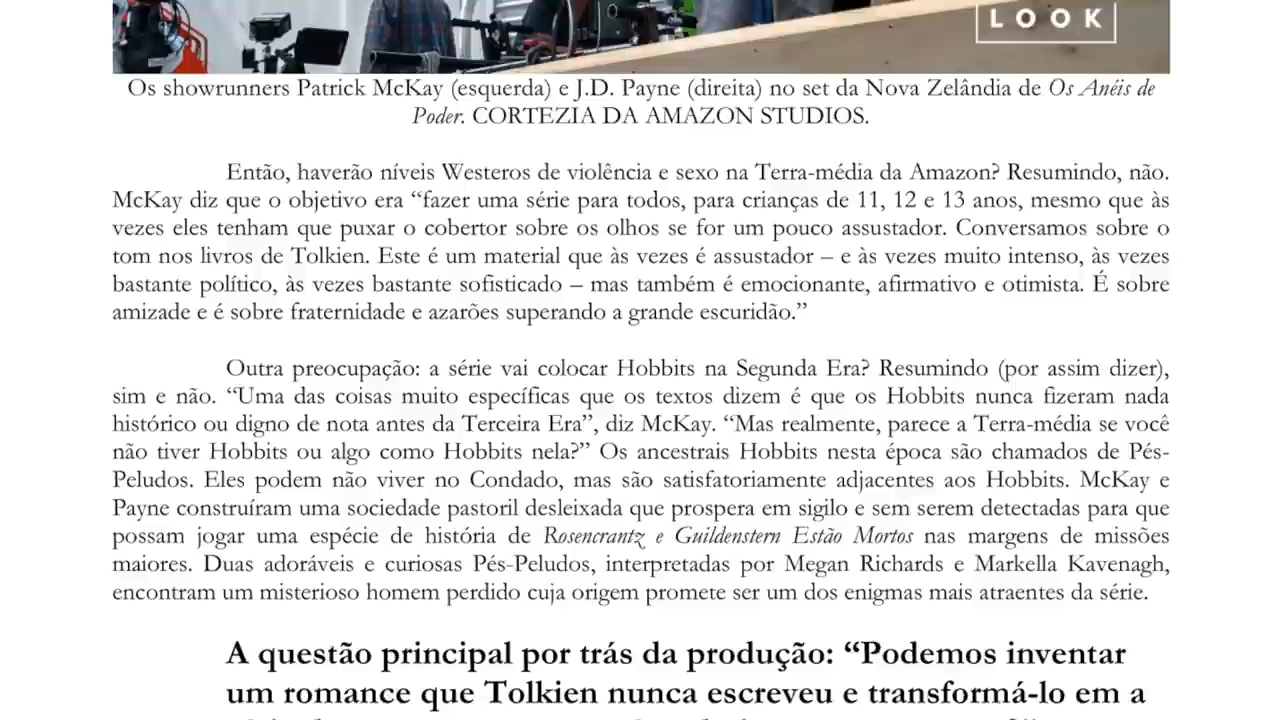 LOOK
Os showrunners Patrick McKay (esquerda) e J.D. Payne (direita) no set da Nova Zelândia de Os Anéis de
Poder. CORTEZIA DA AMAZON STUDIOS.
Então, haverão níveis Westeros de violência e sexo na Terra-média da Amazon? Resumindo, não.
McKay diz que o objetivo era “fazer uma série para todos, para crianças de 11, 12 e 13 anos, mesmo que às
vezes eles tenham que puxar o cobertor sobre os olhos se for um pouco assustador. Conversamos sobre o
tom nos livros de Tolkien. Este é um material que às vezes é assustador – e às vezes muito intenso, às vezes
bastante político, às vezes bastante sofisticado – mas também é emocionante, afirmativo e otimista. É sobre
amizade e é sobre fraternidade e azarões superando a grande escuridão.”
Outra preocupação: a série vai colocar Hobbits na Segunda Era? Resumindo (por assim dizer),
sim e não. “Uma das coisas muito específicas que os textos dizem é que os Hobbits nunca fizeram nada
histórico ou digno de nota antes da Terceira Era”, diz McKay. “Mas realmente, parece a Terra-média se você
não tiver Hobbits ou algo como Hobbits nela?” Os ancestrais Hobbits nesta época são chamados de Pés-
Peludos. Eles podem não viver no Condado, mas são satisfatoriamente adjacentes aos Hobbits. McKay e
Payne construíram uma sociedade pastoril desleixada que prospera em sigilo e sem serem detectadas para que
possam jogar uma espécie de história de Rosencrantz e Guildenstern Estão Mortos nas margens de missões
maiores. Duas adoráveis e curiosas Pés-Peludos, interpretadas por Megan Richards e Markella Kavenagh,
encontram um misterioso homem perdido cuja origem promete ser um dos enigmas mais atraentes da série.
A questão principal por trás da produção: “Podemos inventar
um romance que Tolkien nunca escreveu e transformá-lo em a